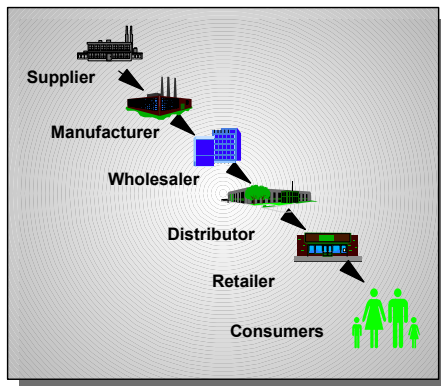 Supplier
Manufacturer
Wholesaler
Distributor
Retailer
Consumers